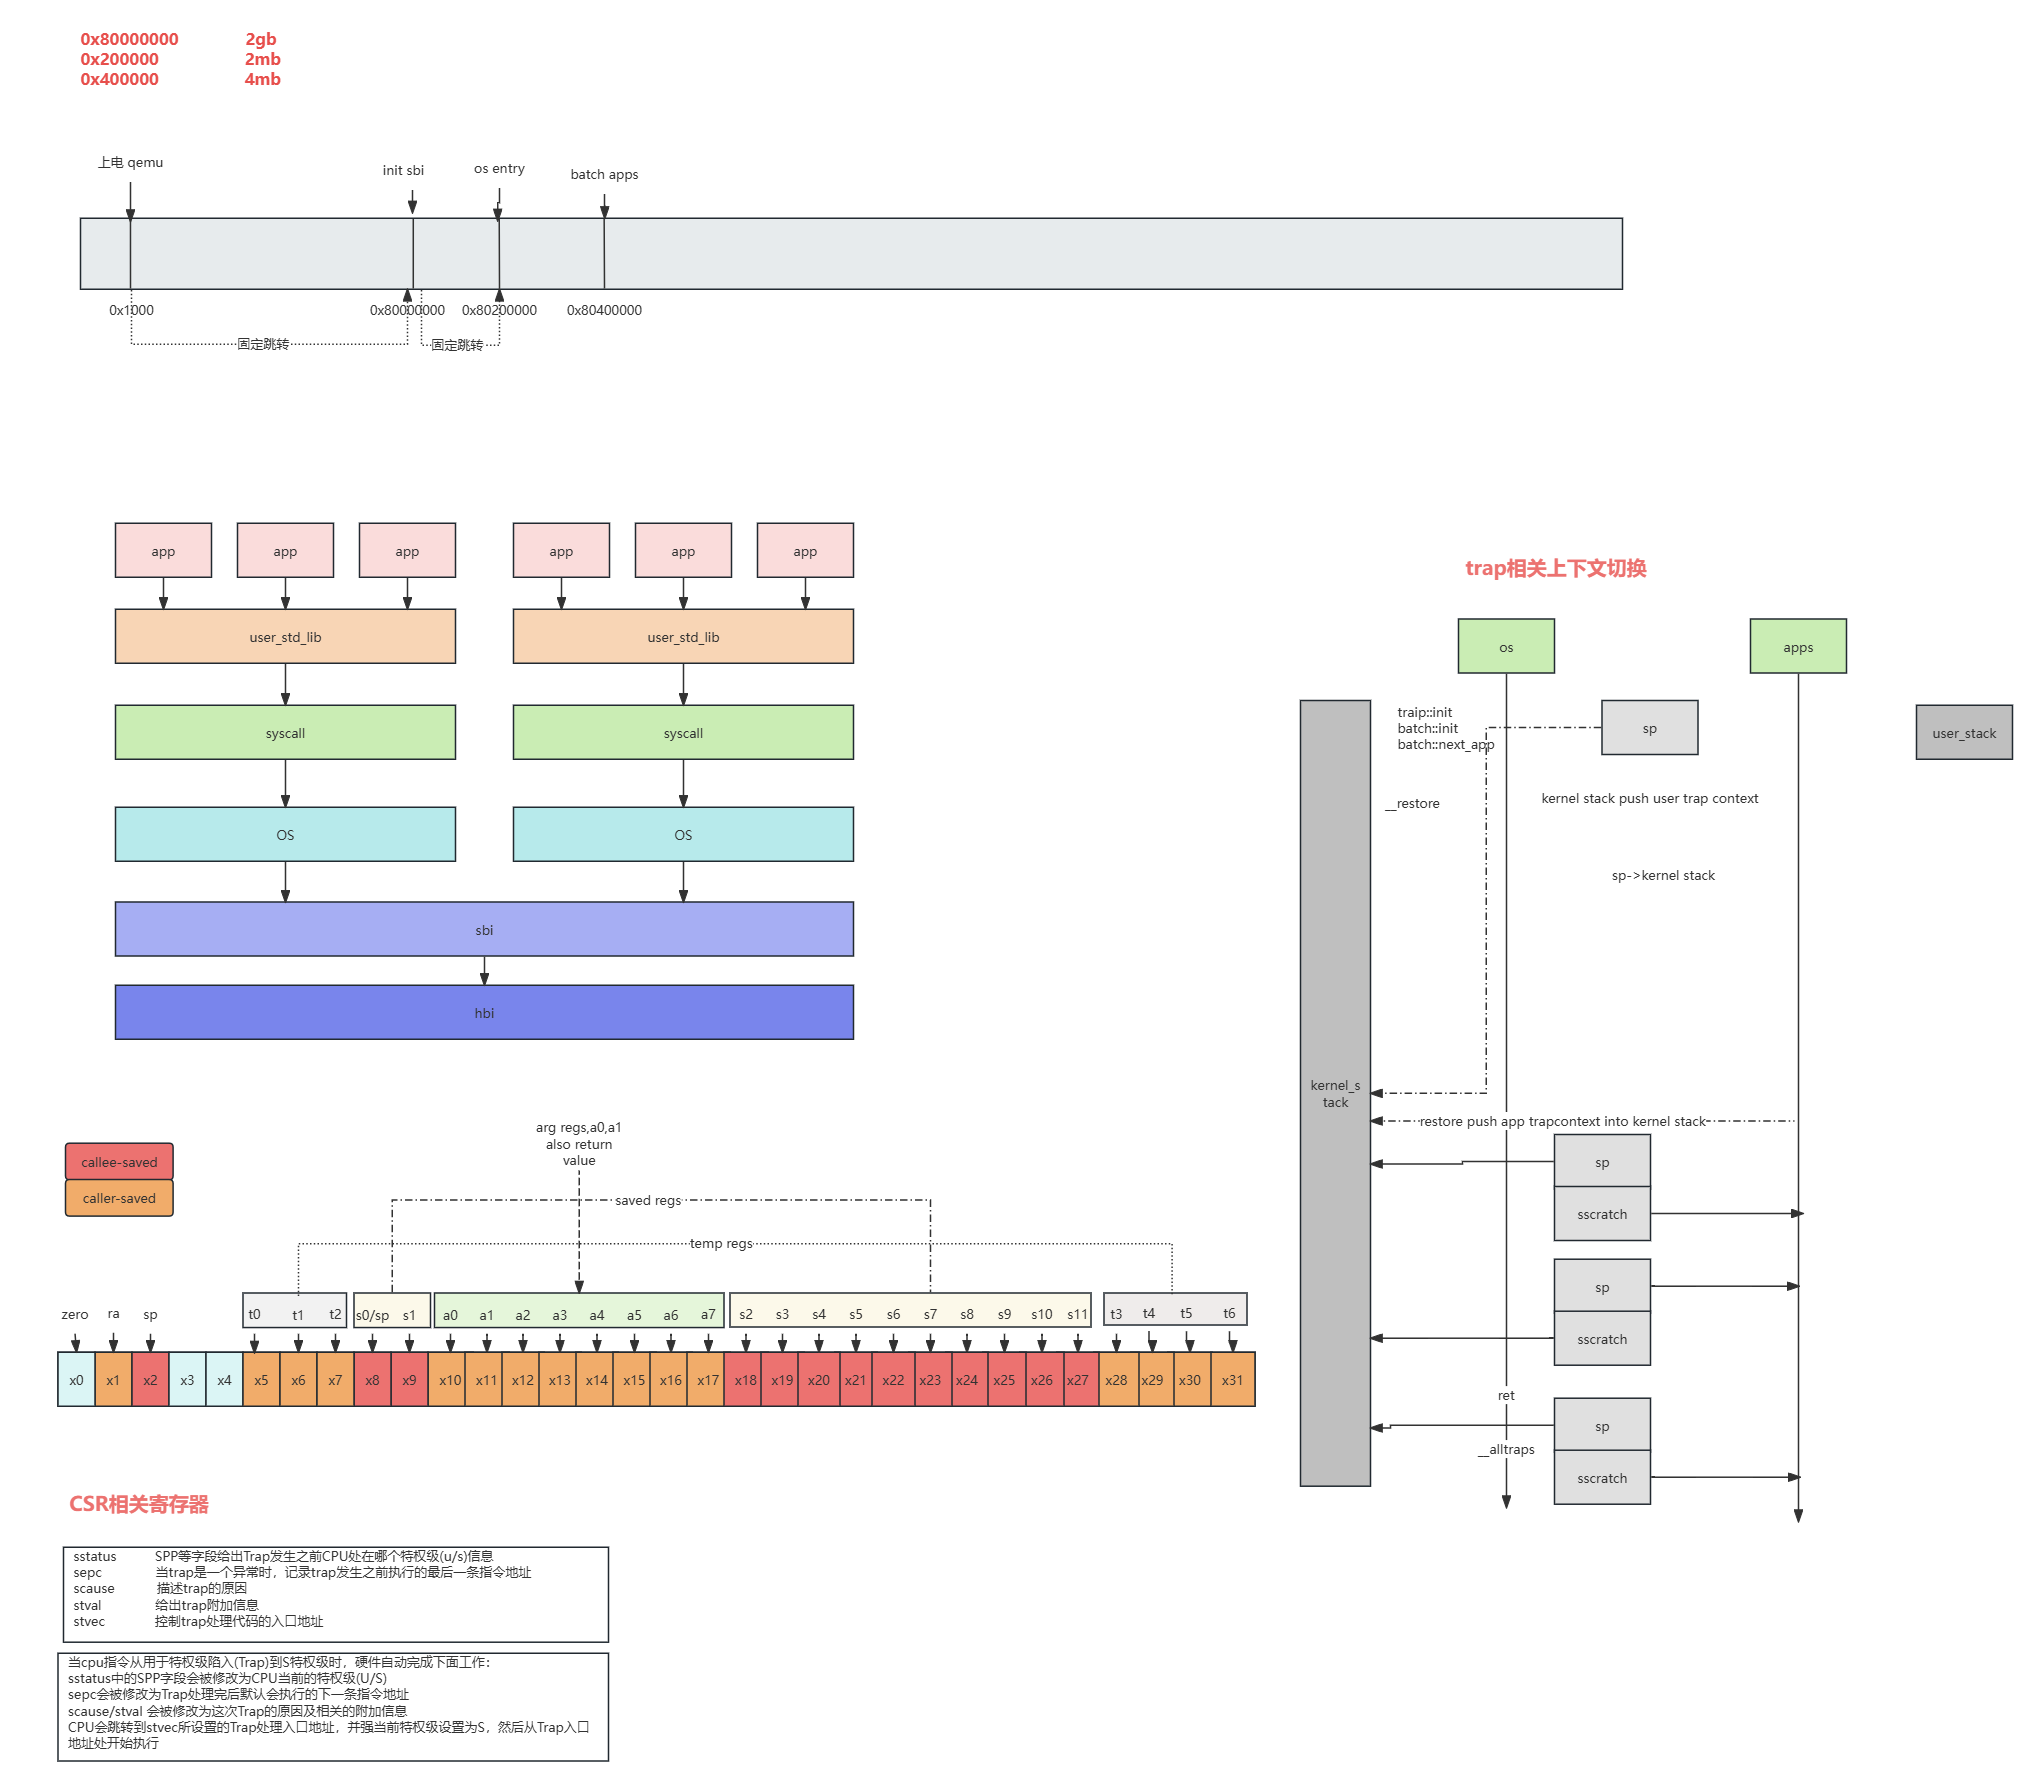 0x80000000 2gb
0x200000 2mb
0x400000 4mb
上电 qemu
init sbi
os entry
batch apps
0x1000
0x80000000
0x80200000
0x80400000
固定跳转
固定跳转
app
app
app
app
app
app
user_std_lib
user_std_lib
syscall
syscall
OS
OS
sbi
hbi
trap相关上下文切换
os
apps
traip::init
batch::init
batch::next_app
sp
user_stack
__restore
kernel stack push user trap context
sp->kernel stack
kernel_s
tack
restore push app trapcontext into kernel stack
sp
sscratch
sp
sscratch
ret
sp
__alltraps
sscratch
callee-saved
caller-saved
arg regs,a0,a1
also return
value
saved regs
temp regs
zero ra sp t0 t1 t2 s0/sp s1 a0 a1 a2 a3 a4 a5 a6 a7 s2 s3 s4 s5 s6 s7 s8 s9 s10 s11 t3 t4 t5 t6
x0 x1 x2 x3 x4 x5 x6 x7 x8 x9 x10 x11 x12 x13 x14 x15 x16 x17 x18 x19 x20 x21 x22 x23 x24 x25 x26 x27 x28 x29 x30 x31
CSR相关寄存器
sstatus SPP等字段给出Trap发生之前CPU处在哪个特权级(u/s)信息
sepc 当trap是一个异常时，记录trap发生之前执行的最后一条指令地址
scause 描述trap的原因
stval 给出trap附加信息
stvec 控制trap处理代码的入口地址
当cpu指令从用于特权级陷入(Trap)到S特权级时，硬件自动完成下面工作：
sstatus中的SPP字段会被修改为CPU当前的特权级(U/S)
sepc会被修改为Trap处理完后默认会执行的下一条指令地址
scause/stval 会被修改为这次Trap的原因及相关的附加信息
CPU会跳转到stvec所设置的Trap处理入口地址，并强当前特权级设置为S，然后从Trap入口
地址处开始执行